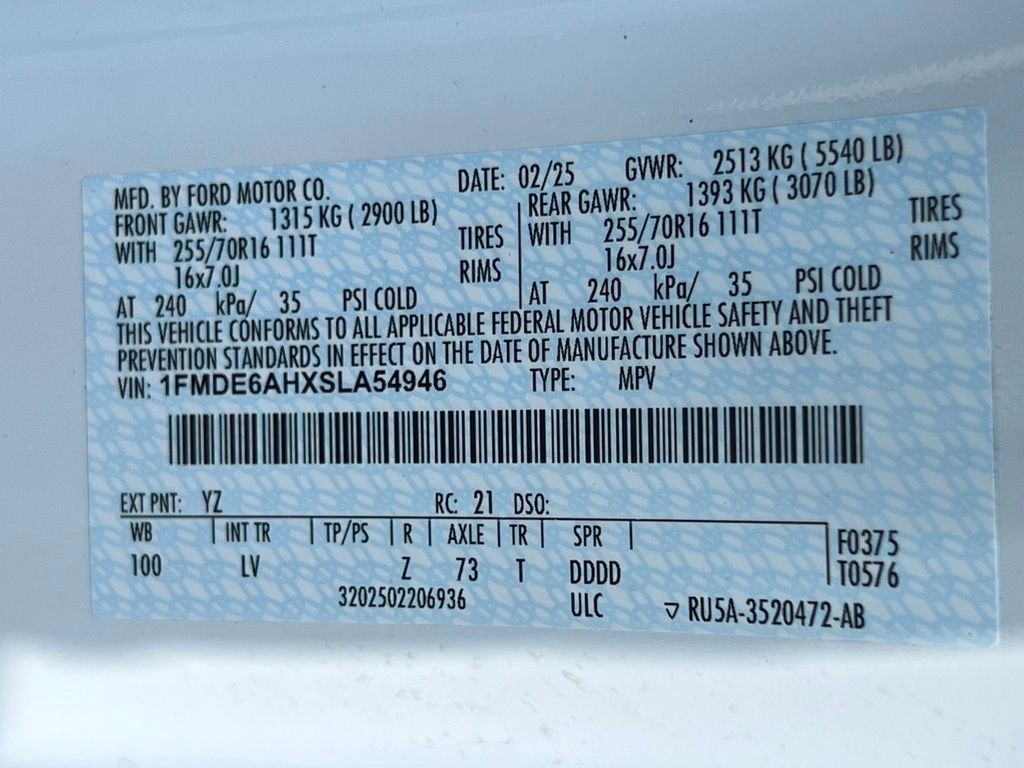 MFD. BY FORD MOTOR CO. DATE: 02/25 GVWR: 2513 KG ( 5540 LB)
FRONT GAWR: 1315 KG ( 2900 LB) REAR GAWR: 1393 KG ( 3070 LB)
WITH 255/70R16 111T TIRES WITH 255/70R16 111T TIRES
16x7.0J RIMS 16x7.0J RIMS
AT 240 kPa/ 35 PSI COLD AT 240 kPa/ 35 PSI COLD
THIS VEHICLE CONFORMS TO ALL APPLICABLE FEDERAL MOTOR VEHICLE SAFETY AND THEFT
PREVENTION STANDARDS IN EFFECT ON THE DATE OF MANUFACTURE SHOWN ABOVE.
VIN: 1FMDE6AHXSLA54946 TYPE: MPV
EXT PNT: YZ RC: 21 DSO:
WB INT TR TP/PS R AXLE TR SPR F0375
100 LV Z 73 T DDDD T0576
3202502206936 ULC RU5A-3520472-AB